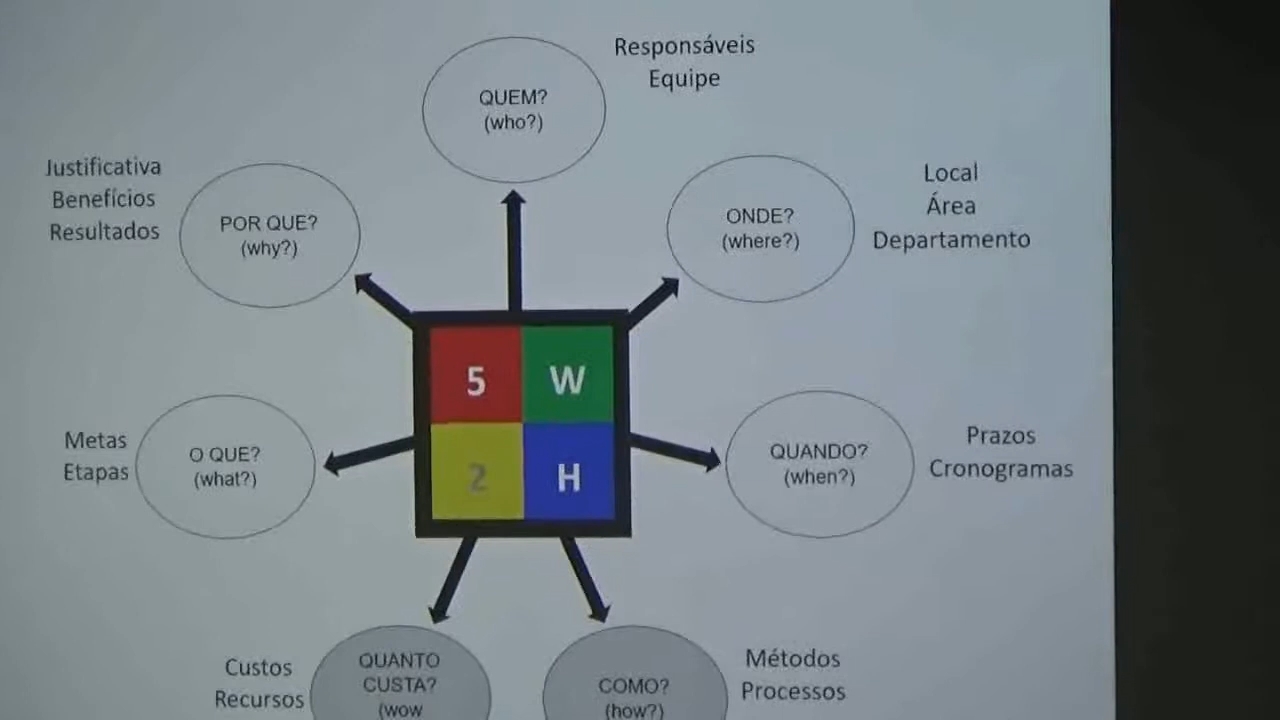 Responsáveis
Equipe
QUEM?
(who?)
Justificativa
Benefícios
Resultados
POR QUE?
(why?)
ONDE?
(where?)
Local
Área
Departamento
5 W
2 H
Metas
Etapas
O QUE?
(what?)
QUANDO?
(when?)
Prazos
Cronogramas
Custos
Recursos
QUANTO
CUSTA?
(wow
COMO?
(how?)
Métodos
Processos